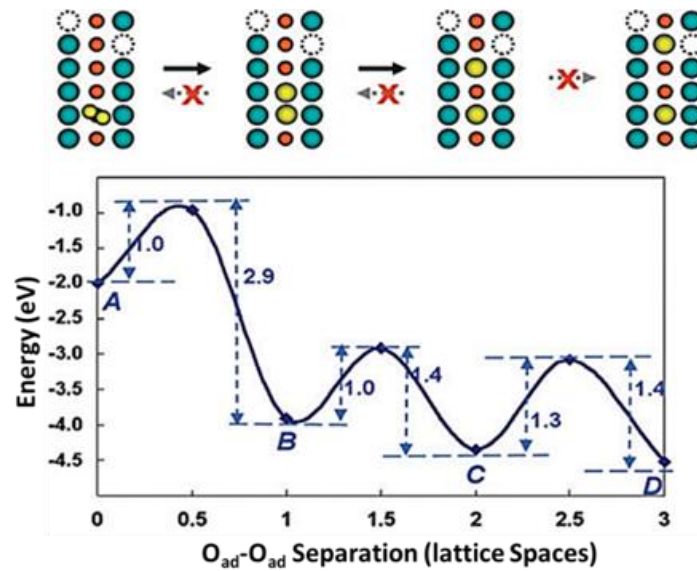 X X X
-1.0
-1.5
-2.0
-2.5
-3.0
-3.5
-4.0
-4.5
Energy (eV)
1.0
2.9
1.0
1.4
1.3
1.4
A
B
C
D
0 0.5 1 1.5 2 2.5 3
O_ad-O_ad Separation (lattice Spaces)